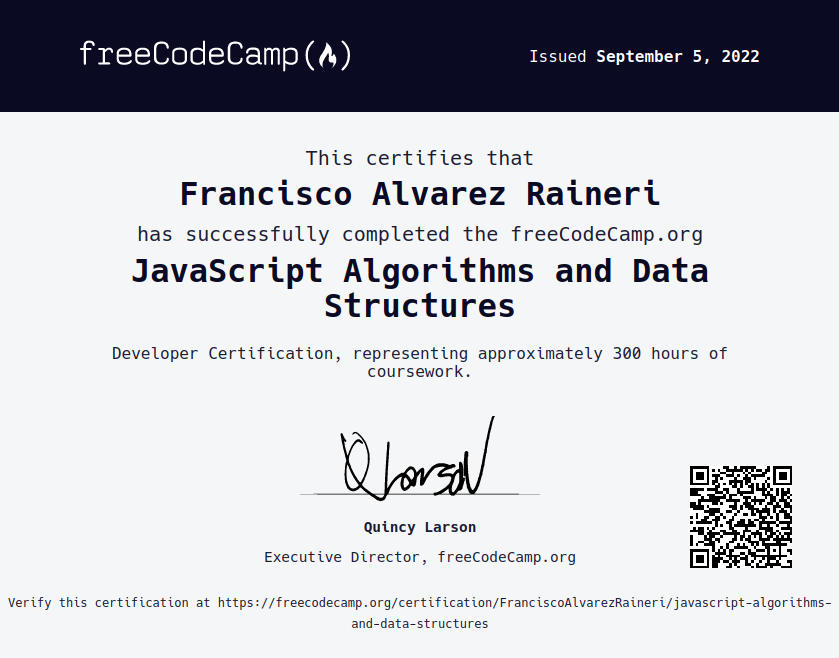 freeCodeCamp
Issued September 5, 2022
This certifies that
Francisco Alvarez Raineri
has successfully completed the freeCodeCamp.org
JavaScript Algorithms and Data
Structures
Developer Certification, representing approximately 300 hours of
coursework.
Q Larson
Quincy Larson
Executive Director, freeCodeCamp.org
Verify this certification at https://freecodecamp.org/certification/FranciscoAlvarezRaineri/javascript-algorithms-
and-data-structures